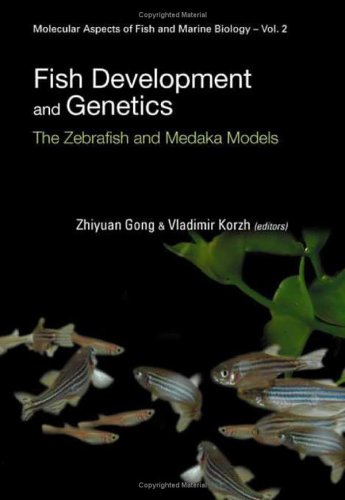 [Copyrighted Material]
Molecular Aspects of Fish and Marine Biology – Vol. 2
Fish Development
and Genetics
The Zebrafish and Medaka Models
Zhiyuan Gong & Vladimir Korzh (editors)
[Copyrighted Material]